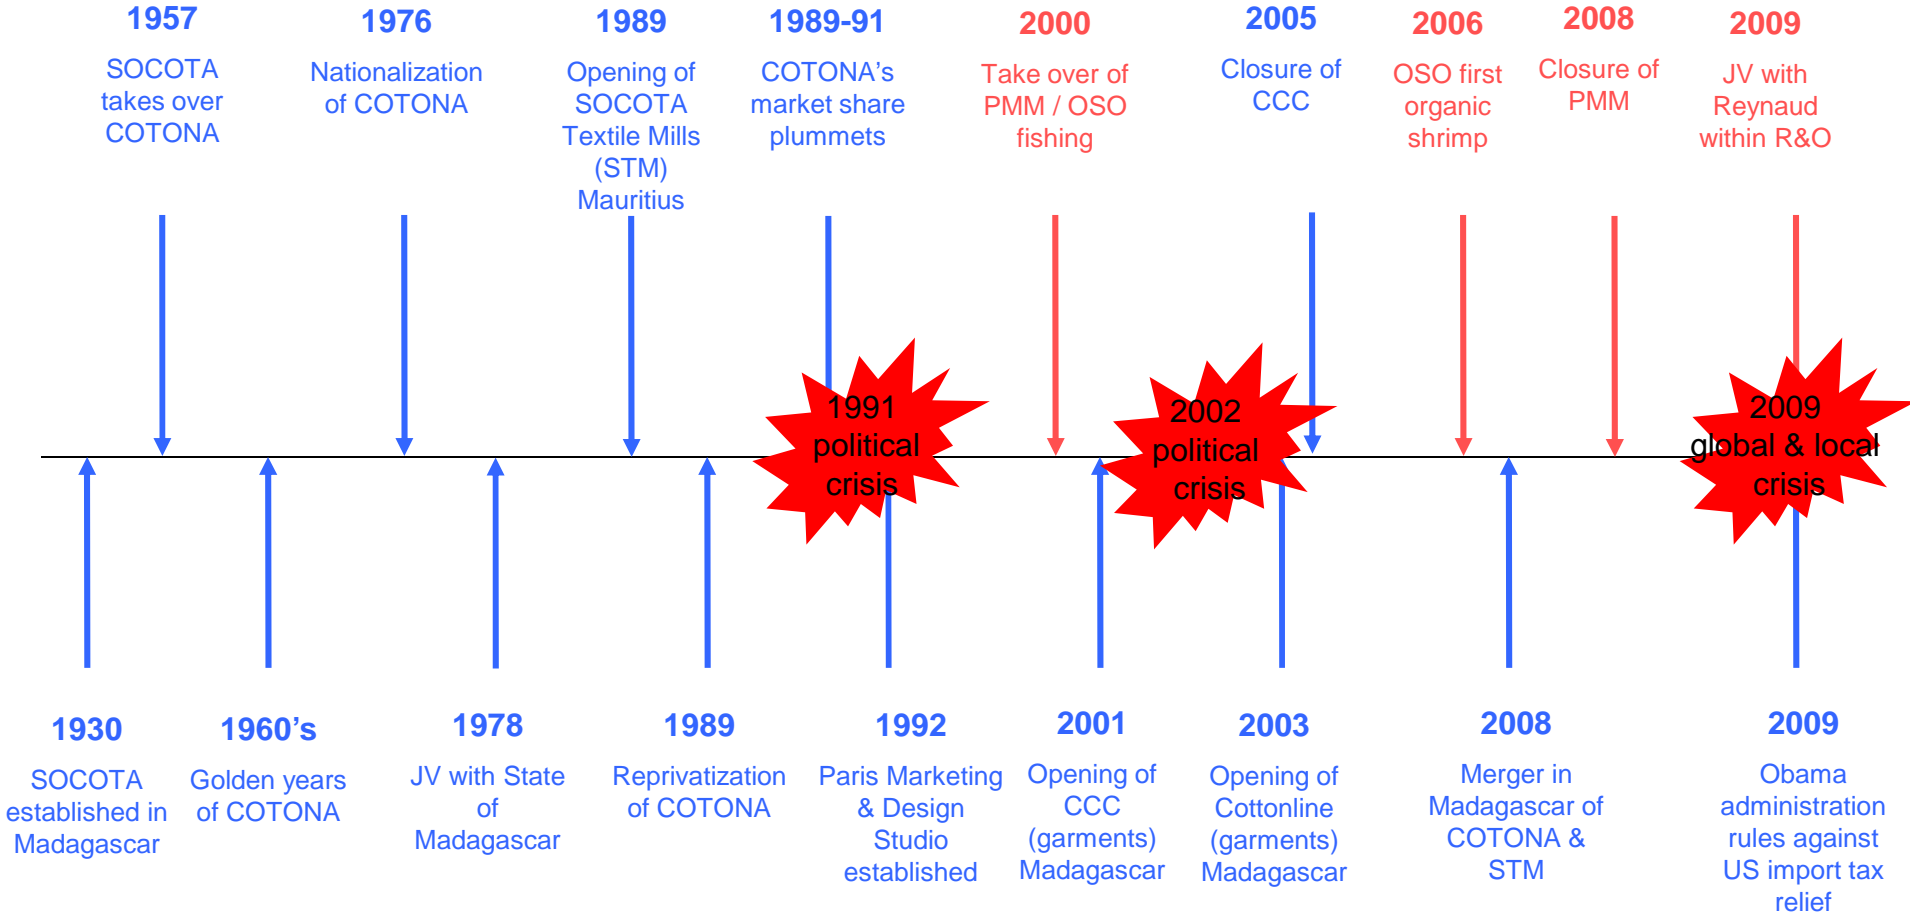 1957
SOCOTA
takes over
COTONA
1976
Nationalization
of COTONA
1989
Opening of
SOCOTA
Textile Mills
(STM)
Mauritius
1989-91
COTONA’s
market share
plummets
2000
Take over of
PMM / OSO
fishing
2005
Closure of
CCC
2006
OSO first
organic
shrimp
2008
Closure of
PMM
2009
JV with
Reynaud
within R&O
1991
political
crisis
2002
political
crisis
2009
global & local
crisis
1930
SOCOTA
established in
Madagascar
1960’s
Golden years
of COTONA
1978
JV with State
of
Madagascar
1989
Reprivatization
of COTONA
1992
Paris Marketing
& Design
Studio
established
2001
Opening of
CCC
(garments)
Madagascar
2003
Opening of
Cottonline
(garments)
Madagascar
2008
Merger in
Madagascar of
COTONA &
STM
2009
Obama
administration
rules against
US import tax
relief